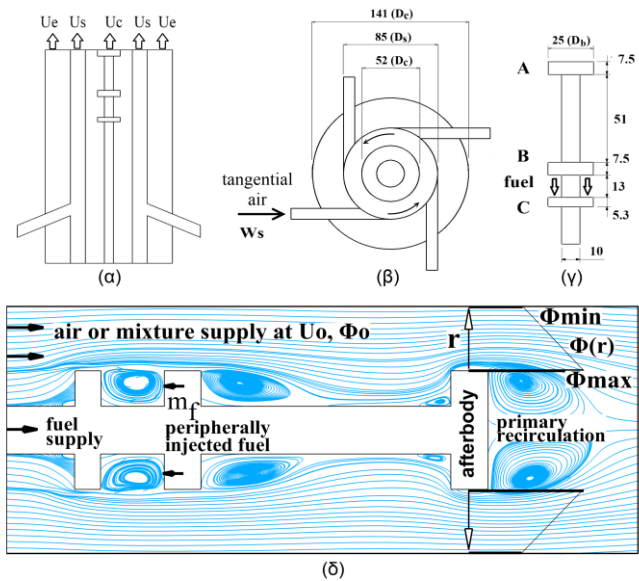 Ue Us Uc Us Ue
(α)
141 (De)
85 (Ds)
52 (Dc)
tangential
air
Ws
(β)
25 (Db)
7.5
A
51
B
7.5
fuel
13
C
5.3
10
(γ)
air or mixture supply at Uo, Φo
r
Φmin
Φ(r)
Φmax
mf
fuel
supply
peripherally
injected fuel
afterbody
primary
recirculation
(δ)